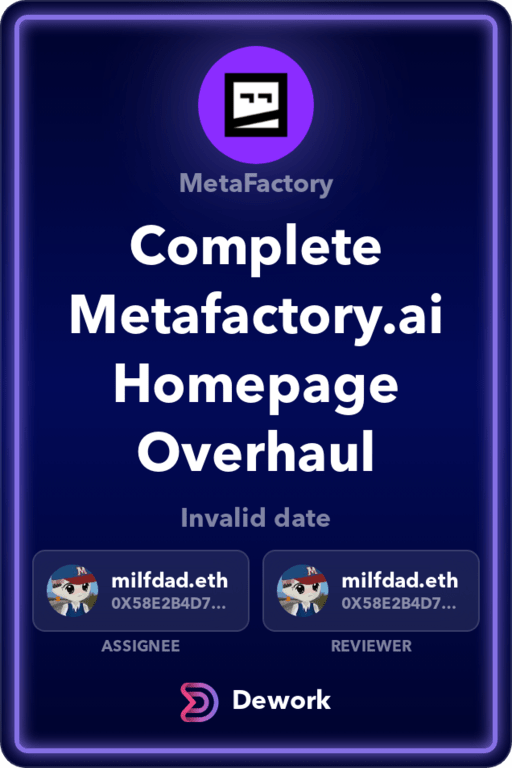 MetaFactory
Complete
Metafactory.ai
Homepage
Overhaul
Invalid date
milfdad.eth
0X58E2B4D7...
milfdad.eth
0X58E2B4D7...
ASSIGNEE
REVIEWER
Dework